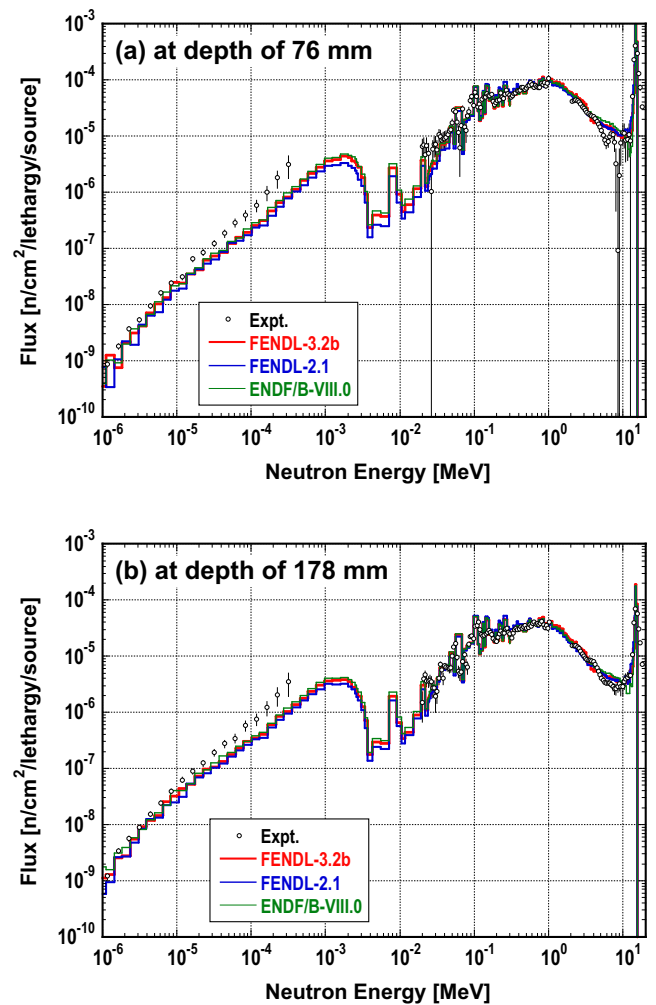 (a) at depth of 76 mm
Flux [n/cm²/lethargy/source]
10⁻³
10⁻⁴
10⁻⁵
10⁻⁶
10⁻⁷
10⁻⁸
10⁻⁹
10⁻¹⁰
Expt.
FENDL-3.2b
FENDL-2.1
ENDF/B-VIII.0
10⁻⁶ 10⁻⁵ 10⁻⁴ 10⁻³ 10⁻² 10⁻¹ 10⁰ 10¹
Neutron Energy [MeV]
(b) at depth of 178 mm
Flux [n/cm²/lethargy/source]
10⁻³
10⁻⁴
10⁻⁵
10⁻⁶
10⁻⁷
10⁻⁸
10⁻⁹
10⁻¹⁰
Expt.
FENDL-3.2b
FENDL-2.1
ENDF/B-VIII.0
10⁻⁶ 10⁻⁵ 10⁻⁴ 10⁻³ 10⁻² 10⁻¹ 10⁰ 10¹
Neutron Energy [MeV]